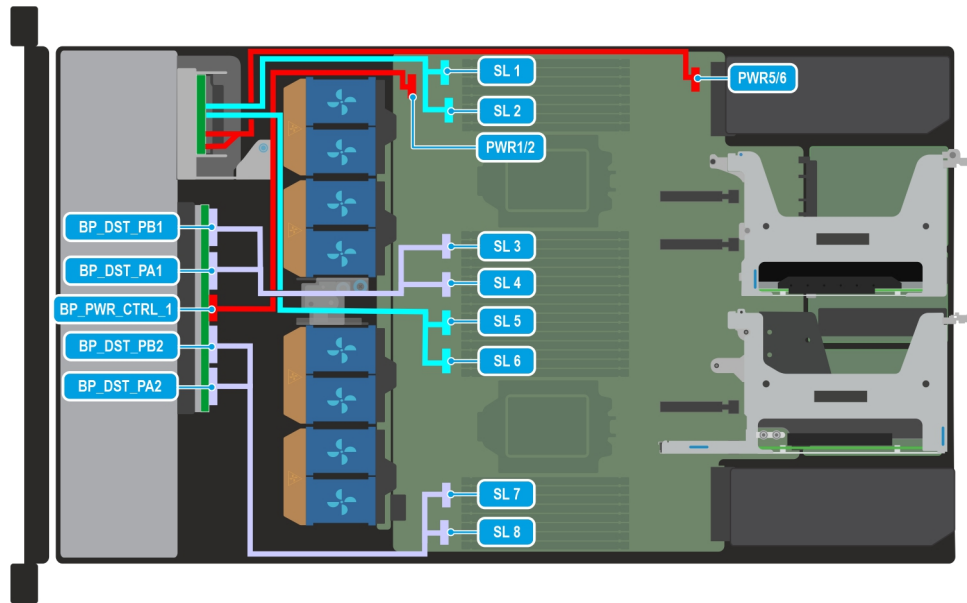 SL 1
PWR5/6
SL 2
PWR1/2
BP_DST_PB1
SL 3
BP_DST_PA1
SL 4
BP_PWR_CTRL_1
SL 5
BP_DST_PB2
SL 6
BP_DST_PA2
SL 7
SL 8